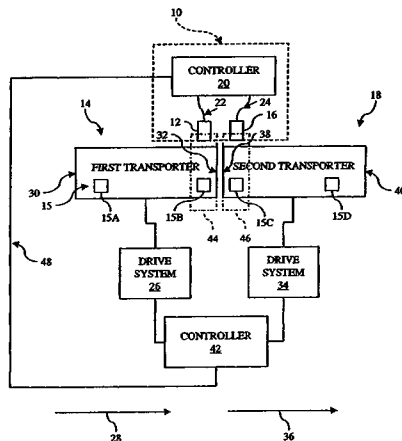 10
CONTROLLER
20
14
12
22
24
16
18
32
38
FIRST TRANSPORTER
SECOND TRANSPORTER
30
15
15A
15B
15C
15D
40
44
46
48
DRIVE SYSTEM
26
DRIVE SYSTEM
34
CONTROLLER
42
28
36